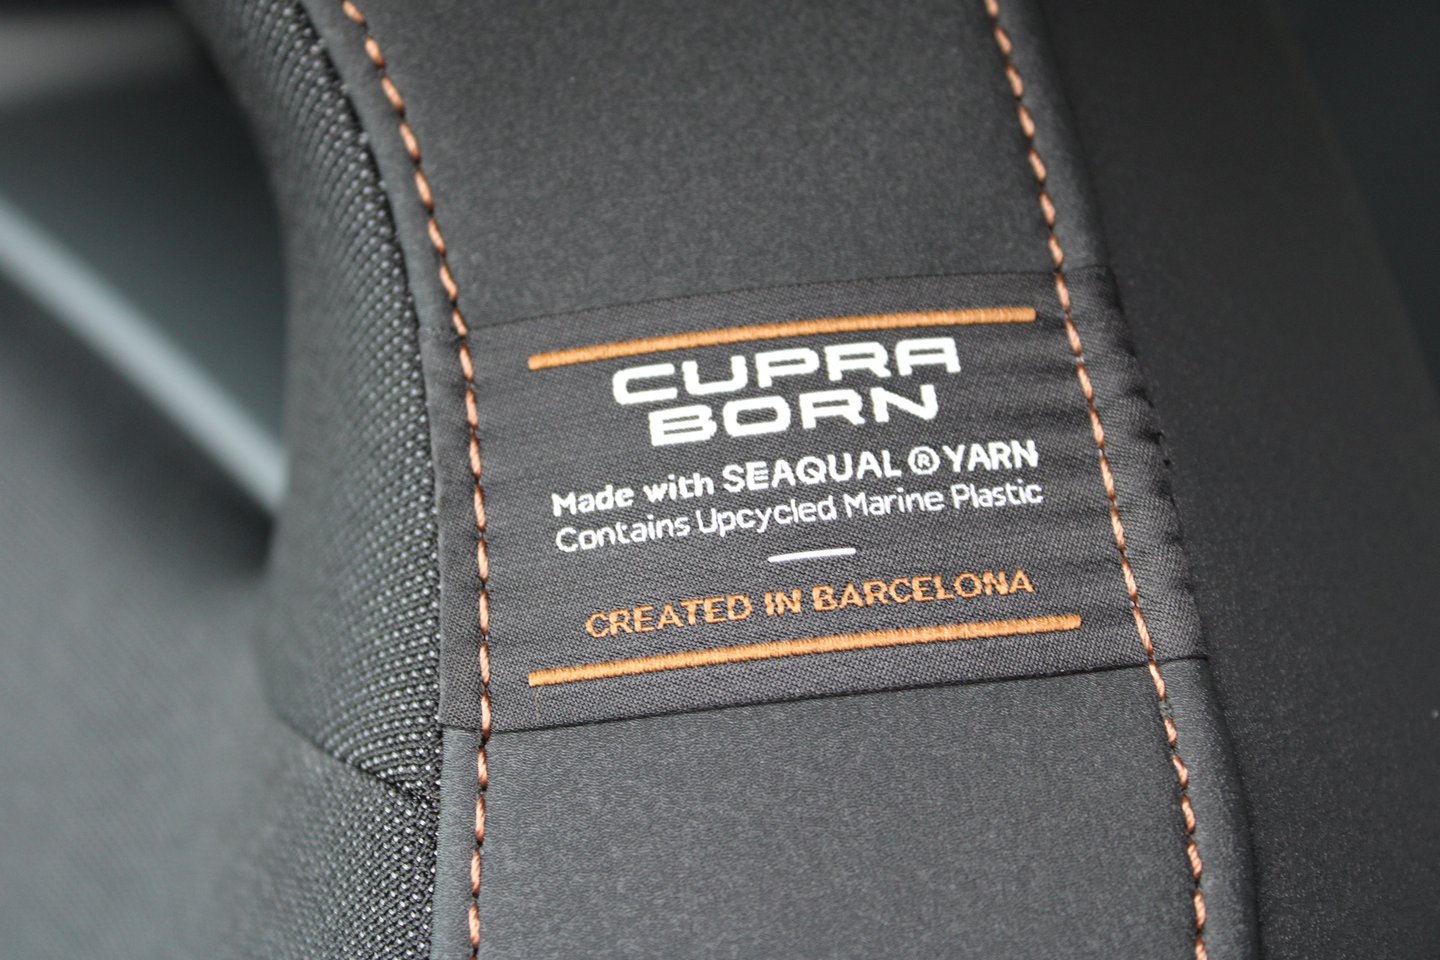 CUPRA
BORN
Made with SEAQUAL ® YARN
Contains Upcycled Marine Plastic
CREATED IN BARCELONA